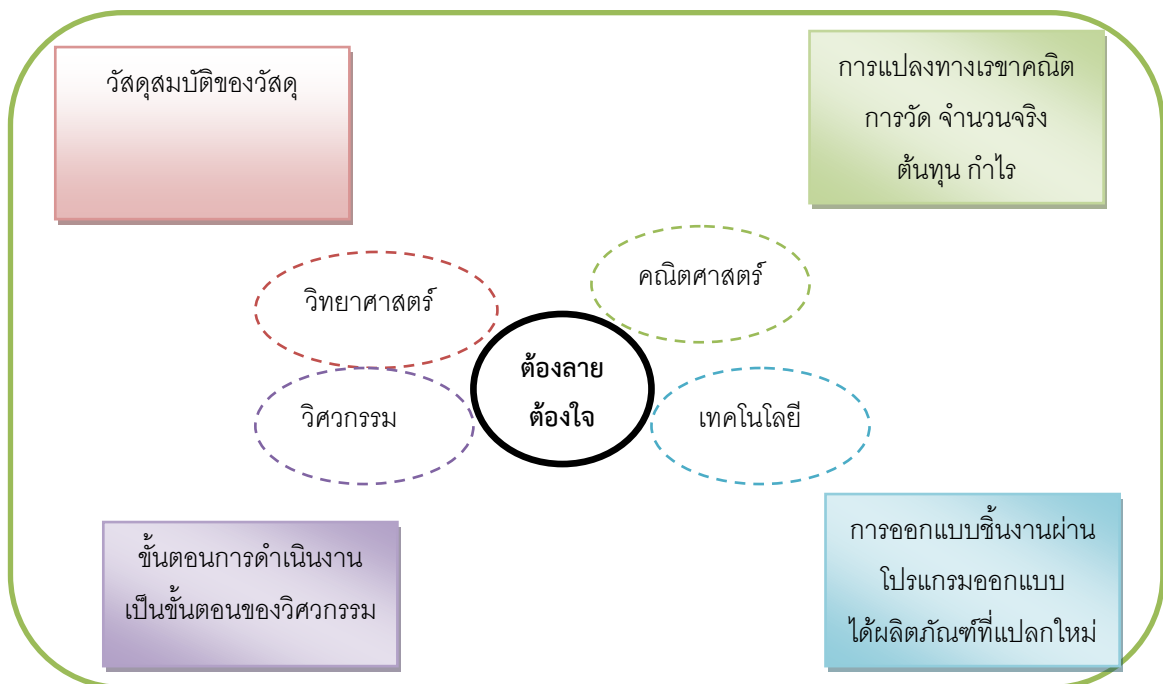 วัสดุสมบัติของวัสดุ
การแปลงทางเรขาคณิต
การวัด จำนวนจริง
ต้นทุน กำไร
วิทยาศาสตร์
คณิตศาสตร์
ต้องลาย
ต้องใจ
วิศวกรรม
เทคโนโลยี
ขั้นตอนการดำเนินงาน
เป็นขั้นตอนของวิศวกรรม
การออกแบบชิ้นงานผ่าน
โปรแกรมออกแบบ
ได้ผลิตภัณฑ์ที่แปลกใหม่